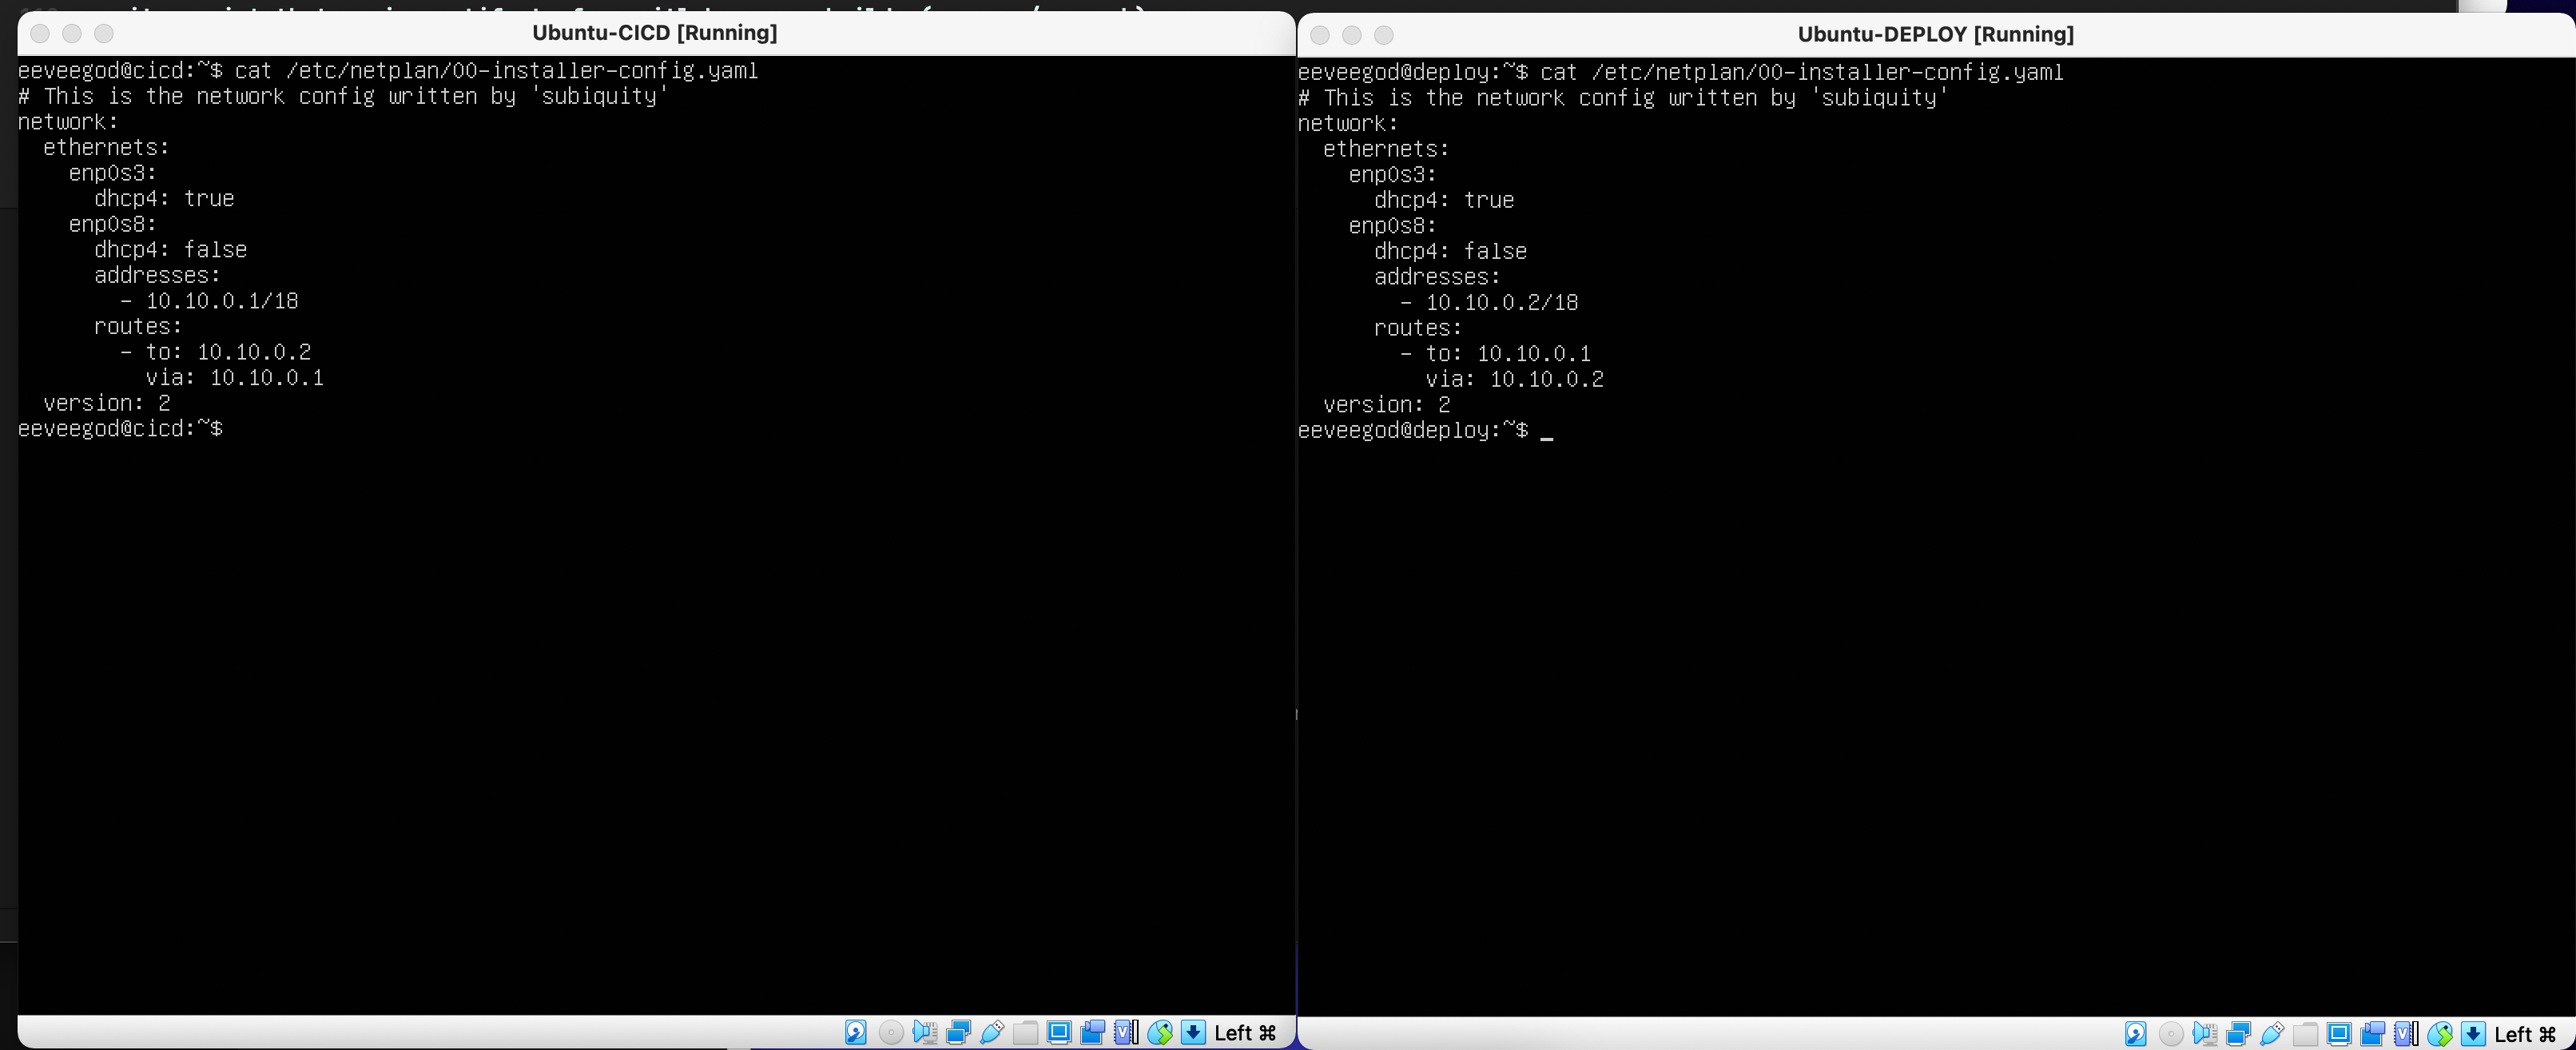 Ubuntu-CICD [Running]
eeveegod@cicd:~$ cat /etc/netplan/00-installer-config.yaml
# This is the network config written by 'subiquity'
network:
  ethernets:
    enp0s3:
      dhcp4: true
    enp0s8:
      dhcp4: false
      addresses:
        - 10.10.0.1/18
      routes:
        - to: 10.10.0.2
          via: 10.10.0.1
  version: 2
eeveegod@cicd:~$
Left ⌘
Ubuntu-DEPLOY [Running]
eeveegod@deploy:~$ cat /etc/netplan/00-installer-config.yaml
# This is the network config written by 'subiquity'
network:
  ethernets:
    enp0s3:
      dhcp4: true
    enp0s8:
      dhcp4: false
      addresses:
        - 10.10.0.2/18
      routes:
        - to: 10.10.0.1
          via: 10.10.0.2
  version: 2
eeveegod@deploy:~$ _
Left ⌘